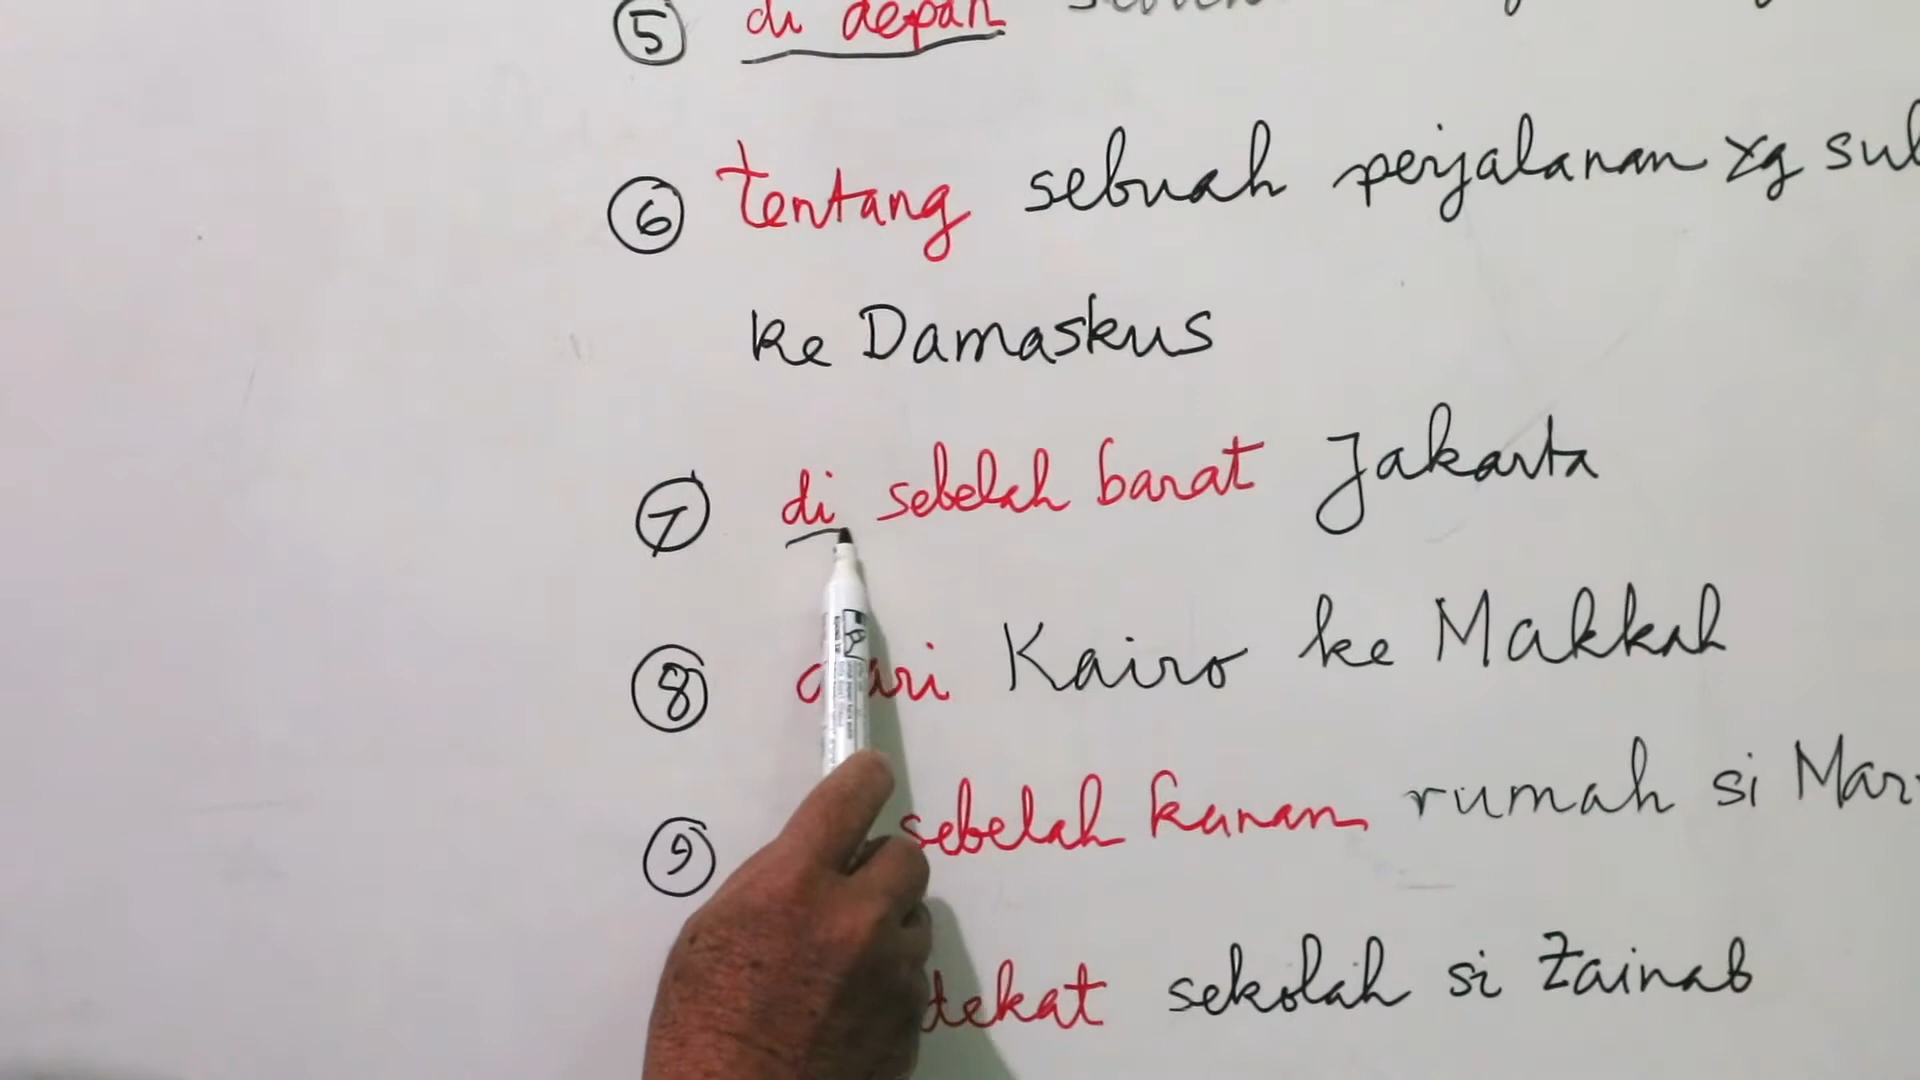 ⑤ di depan
⑥ tentang sebuah perjalanan yg
ke Damaskus
⑦ di sebelah barat Jakarta
⑧ dari Kairo ke Makkah
⑨ sebelah kanan rumah si
dekat sekolah si Zainab